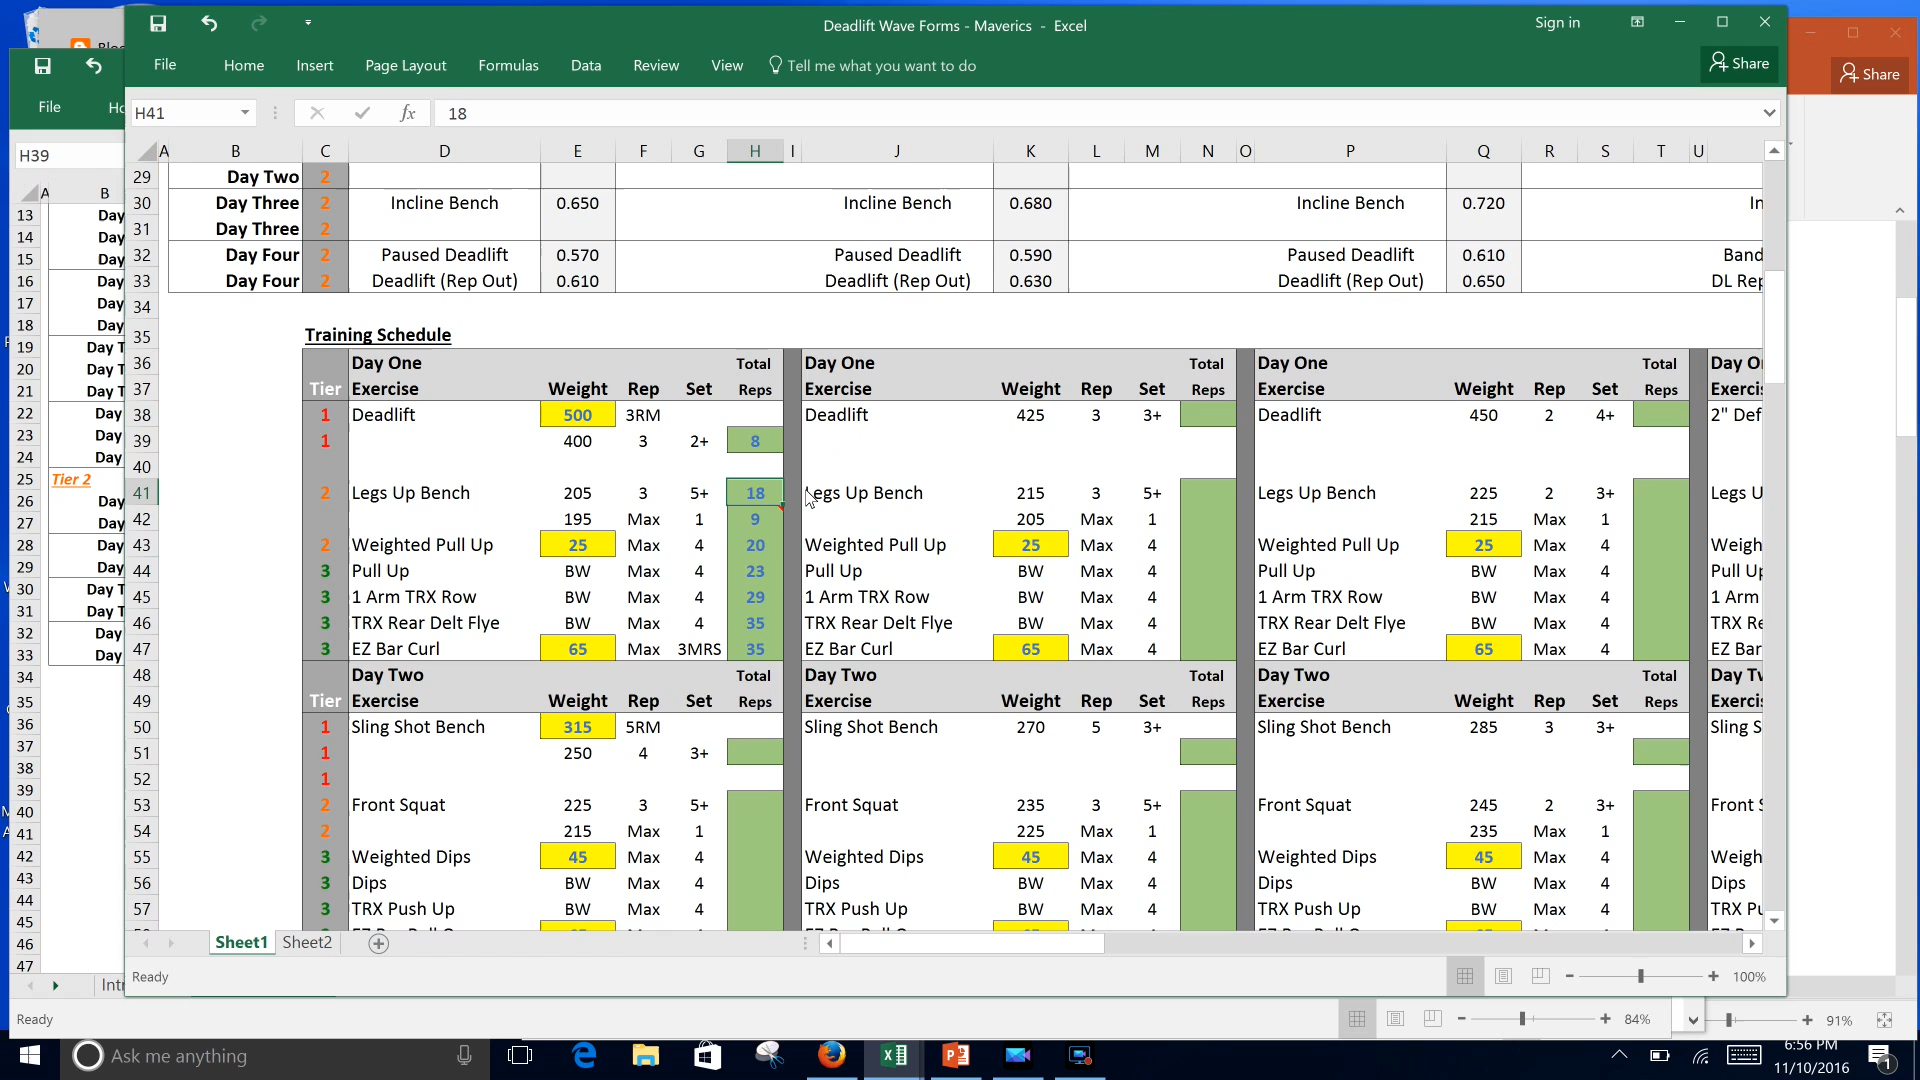 Deadlift Wave Forms - Maverics - Excel
Sign in
File Home Insert Page Layout Formulas Data Review View Tell me what you want to do Share
Share
File
H41 fx 18
H39
A B C D E F G H I J K L M N O P Q R S T U
A B
29 Day Two 2
30 Day Three 2 Incline Bench 0.650 Incline Bench 0.680 Incline Bench 0.720
31 Day Three 2
32 Day Four 2 Paused Deadlift 0.570 Paused Deadlift 0.590 Paused Deadlift 0.610 Band
33 Day Four 2 Deadlift (Rep Out) 0.610 Deadlift (Rep Out) 0.630 Deadlift (Rep Out) 0.650 DL Rep
34
35 Training Schedule
36 Day One Total Day One Total Day One Total Day O
37 Tier Exercise Weight Rep Set Reps Exercise Weight Rep Set Reps Exercise Weight Rep Set Reps Exerci
38 1 Deadlift 500 3RM Deadlift 425 3 3+ Deadlift 450 2 4+ 2" Def
39 1 400 3 2+ 8
40
41 2 Legs Up Bench 205 3 5+ 18 Legs Up Bench 215 3 5+ Legs Up Bench 225 2 3+ Legs U
42 195 Max 1 9 205 Max 1 215 Max 1
43 2 Weighted Pull Up 25 Max 4 20 Weighted Pull Up 25 Max 4 Weighted Pull Up 25 Max 4 Weigh
44 3 Pull Up BW Max 4 23 Pull Up BW Max 4 Pull Up BW Max 4 Pull Up
45 3 1 Arm TRX Row BW Max 4 29 1 Arm TRX Row BW Max 4 1 Arm TRX Row BW Max 4 1 Arm
46 3 TRX Rear Delt Flye BW Max 4 35 TRX Rear Delt Flye BW Max 4 TRX Rear Delt Flye BW Max 4 TRX Re
47 3 EZ Bar Curl 65 Max 3MRS 35 EZ Bar Curl 65 Max 4 EZ Bar Curl 65 Max 4 EZ Bar
48 Day Two Total Day Two Total Day Two Total Day T
49 Tier Exercise Weight Rep Set Reps Exercise Weight Rep Set Reps Exercise Weight Rep Set Reps Exerci
50 1 Sling Shot Bench 315 5RM Sling Shot Bench 270 5 3+ Sling Shot Bench 285 3 3+ Sling S
51 1 250 4 3+
52 1
53 2 Front Squat 225 3 5+ Front Squat 235 3 5+ Front Squat 245 2 3+ Front S
54 2 215 Max 1 225 Max 1 235 Max 1
55 3 Weighted Dips 45 Max 4 Weighted Dips 45 Max 4 Weighted Dips 45 Max 4 Weigh
56 3 Dips BW Max 4 Dips BW Max 4 Dips BW Max 4 Dips
57 3 TRX Push Up BW Max 4 TRX Push Up BW Max 4 TRX Push Up BW Max 4 TRX Pu
13 Day
14 Day
15 Day
16 Day
17 Day
18 Day
19 Day T
20 Day T
21 Day T
22 Day
23 Day
24 Day
25 Tier 2
26 Day
27 Day
28 Day
29 Day
30 Day T
31 Day T
32 Day
33 Day
34
35
36
37
38
39
40
41
42
43
44
45
46
47
Sheet1 Sheet2
Intr
Ready 100%
Ready 84% 91%
Ask me anything
6:56 PM
11/10/2016
1